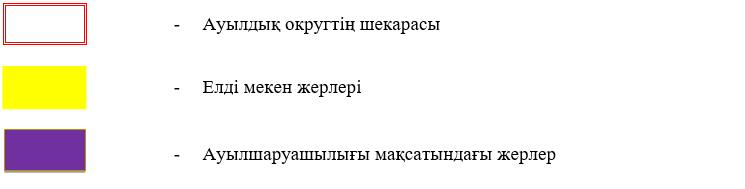 - Ауылдық округтің шекарасы
- Елді мекен жерлері
- Ауылшаруашылығы мақсатындағы жерлер